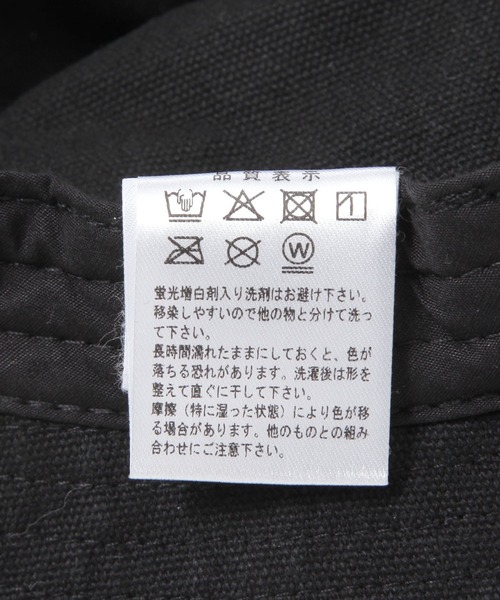 品質表示
W
蛍光増白剤入り洗剤はお避け下さい。
移染しやすいので他の物と分けて洗っ
て下さい。
長時間濡れたままにしておくと、色が
落ちる恐れがあります。洗濯後は形を
整えて直ぐに干して下さい。
摩擦（特に湿った状態）により色が移
る場合があります。他のものとの組み
合わせにご注意下さい。